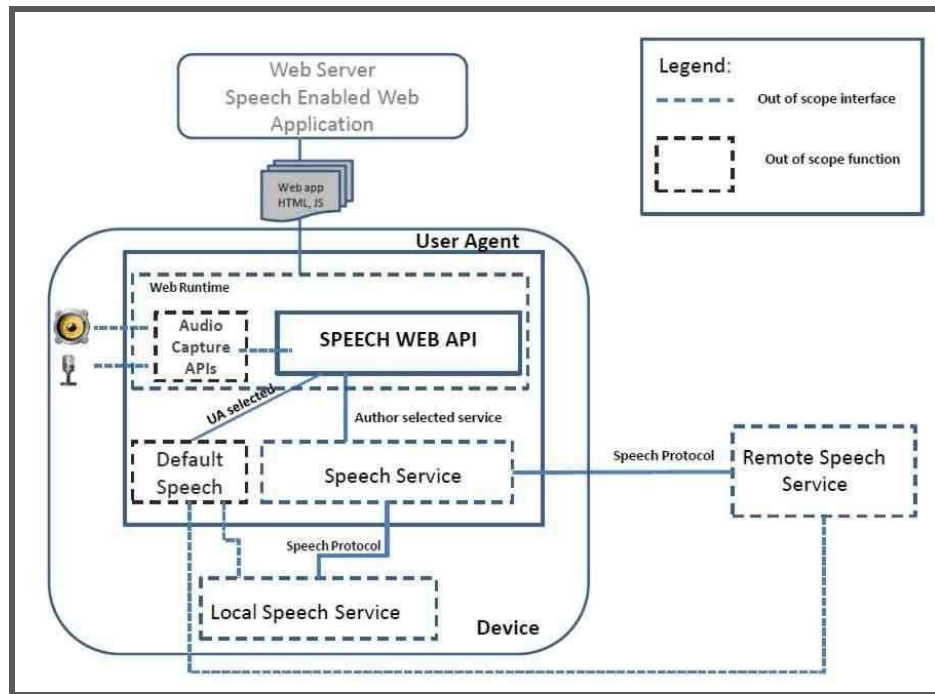 Web Server
Speech Enabled Web
Application
Legend:
Out of scope interface
Out of scope function
Web app
HTML, JS
User Agent
Web Runtime
Audio
Capture
APIs
SPEECH WEB API
UA selected
Author selected service
Default
Speech
Speech Service
Speech Protocol
Remote Speech
Service
Speech Protocol
Local Speech Service
Device